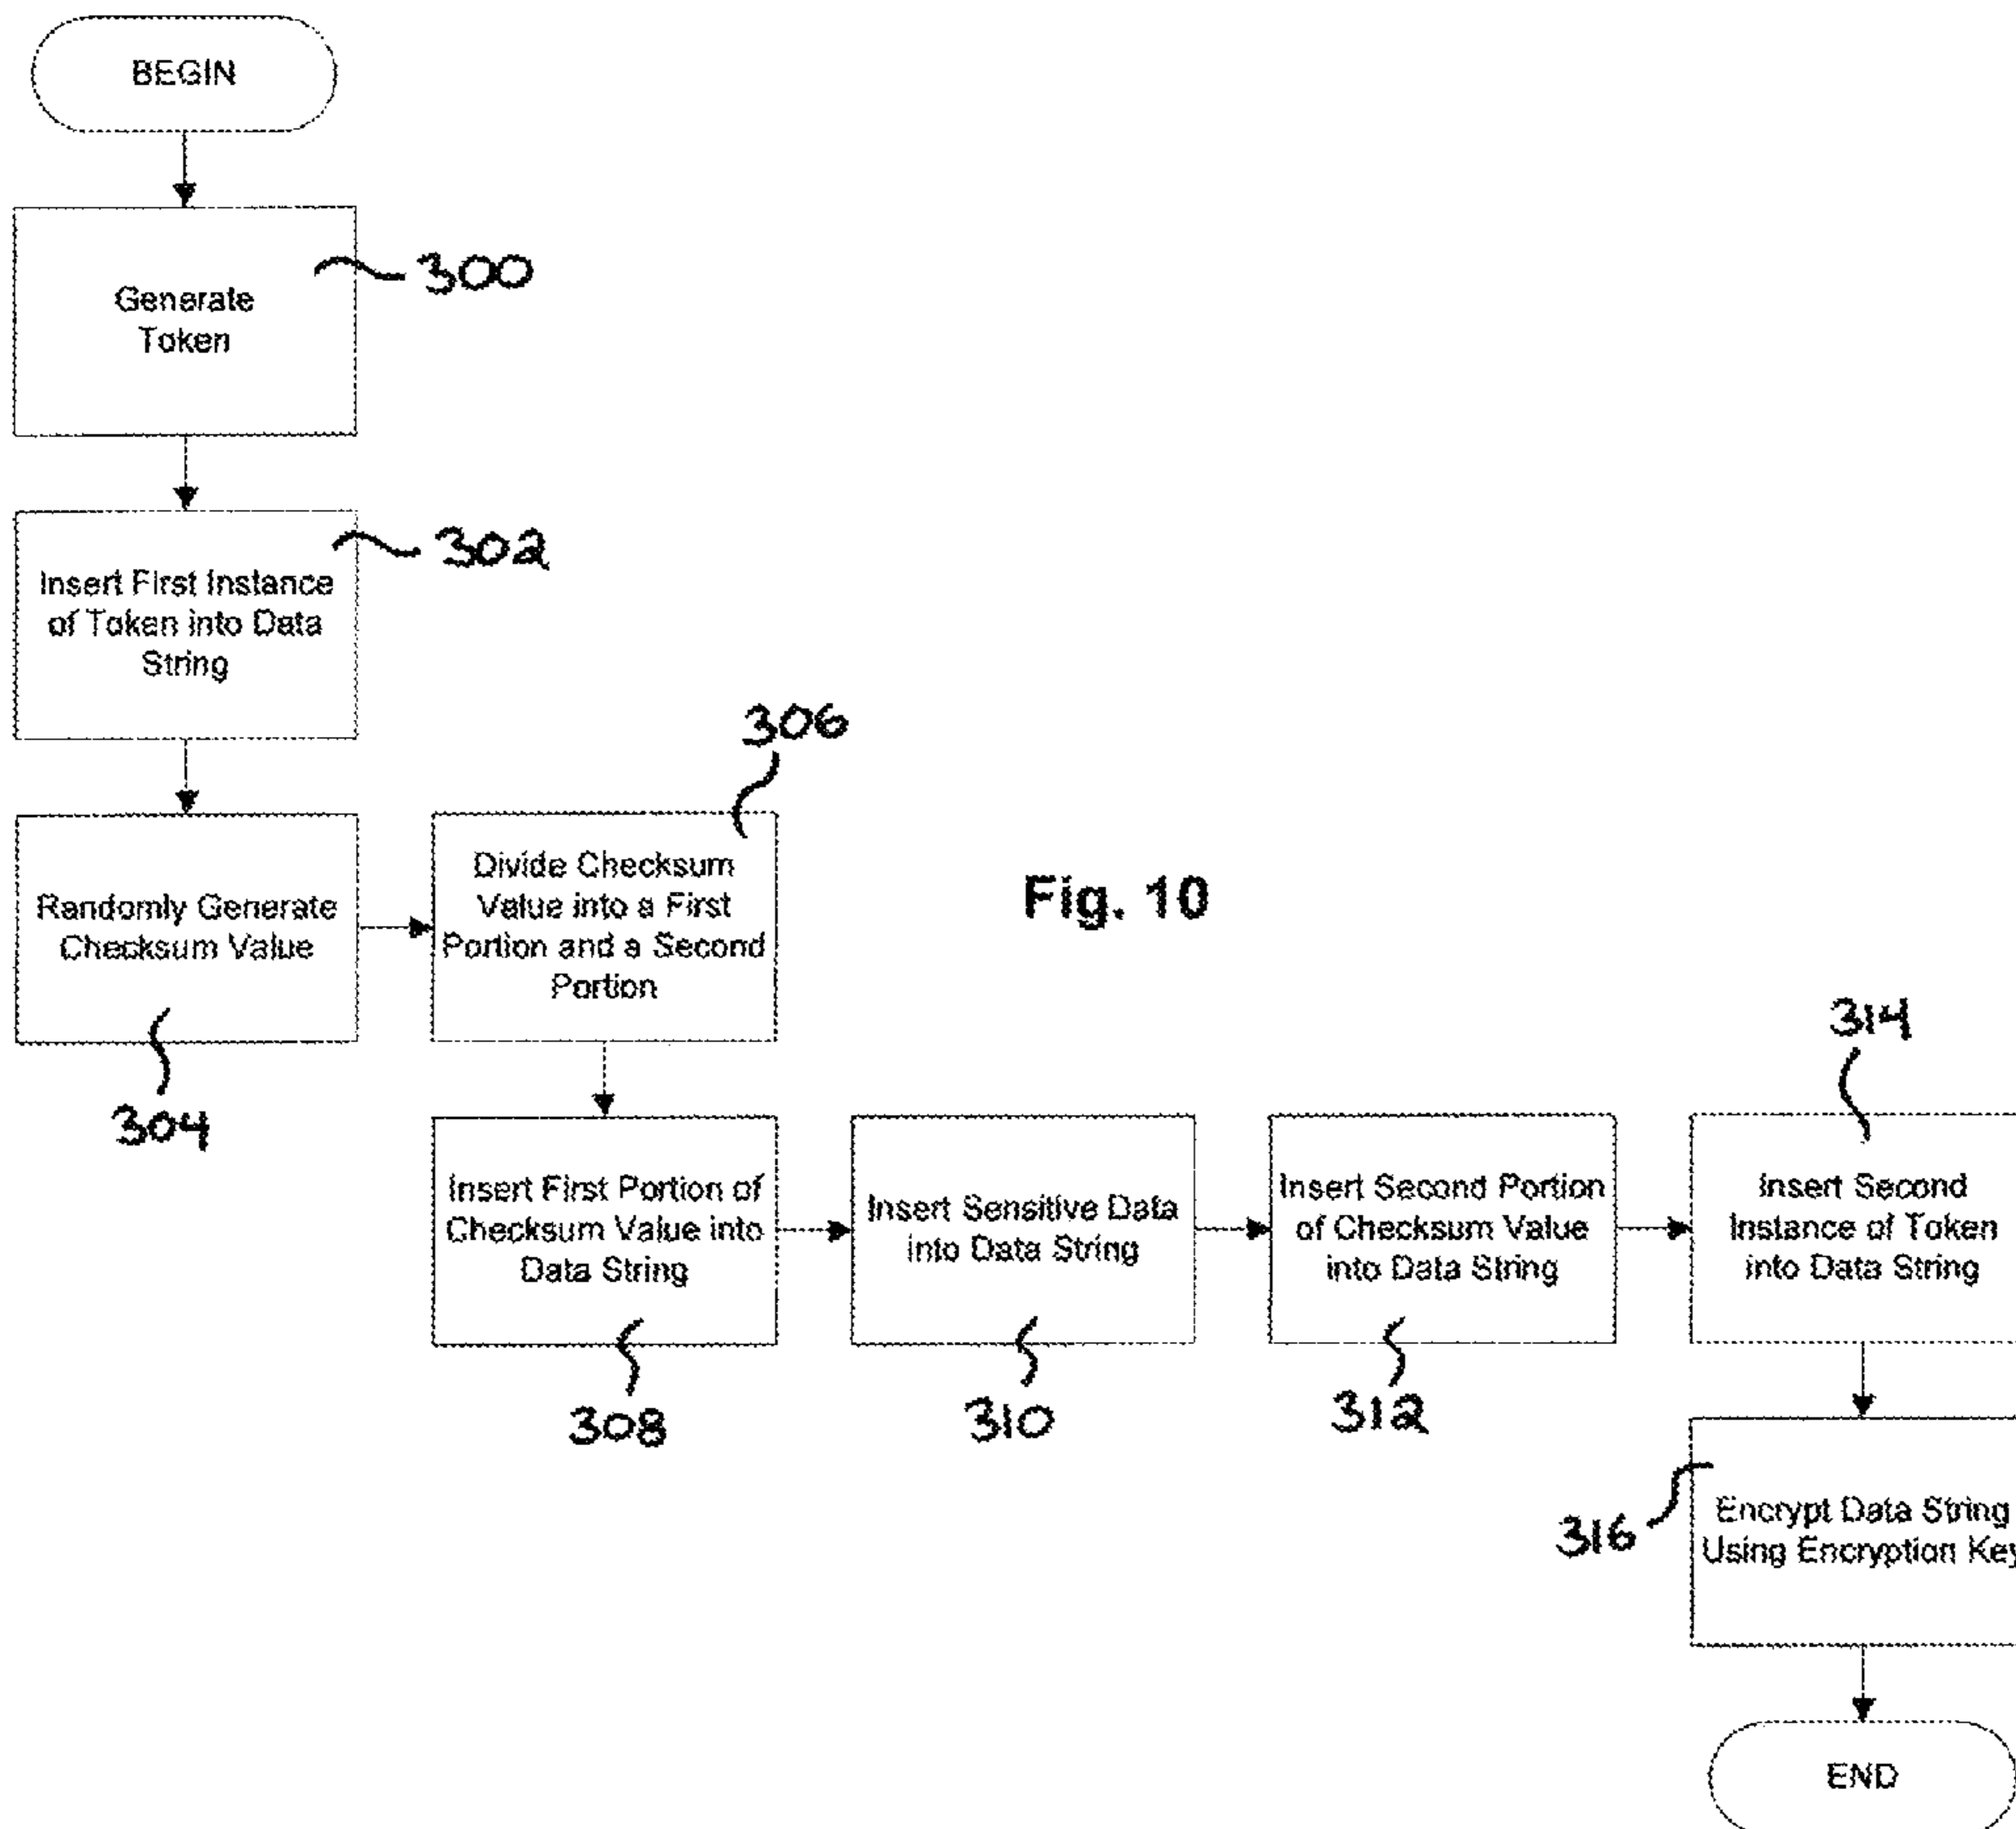 BEGIN
Generate
Token
300
Insert First Instance
of Token into Data
String
302
Randomly Generate
Checksum Value
304
Divide Checksum
Value into a First
Portion and a Second
Portion
306
Fig. 10
Insert First Portion of
Checksum Value into
Data String
308
Insert Sensitive Data
into Data String
310
Insert Second Portion
of Checksum Value
into Data String
312
Insert Second
Instance of Token
into Data String
314
Encrypt Data String
Using Encryption Key
316
END